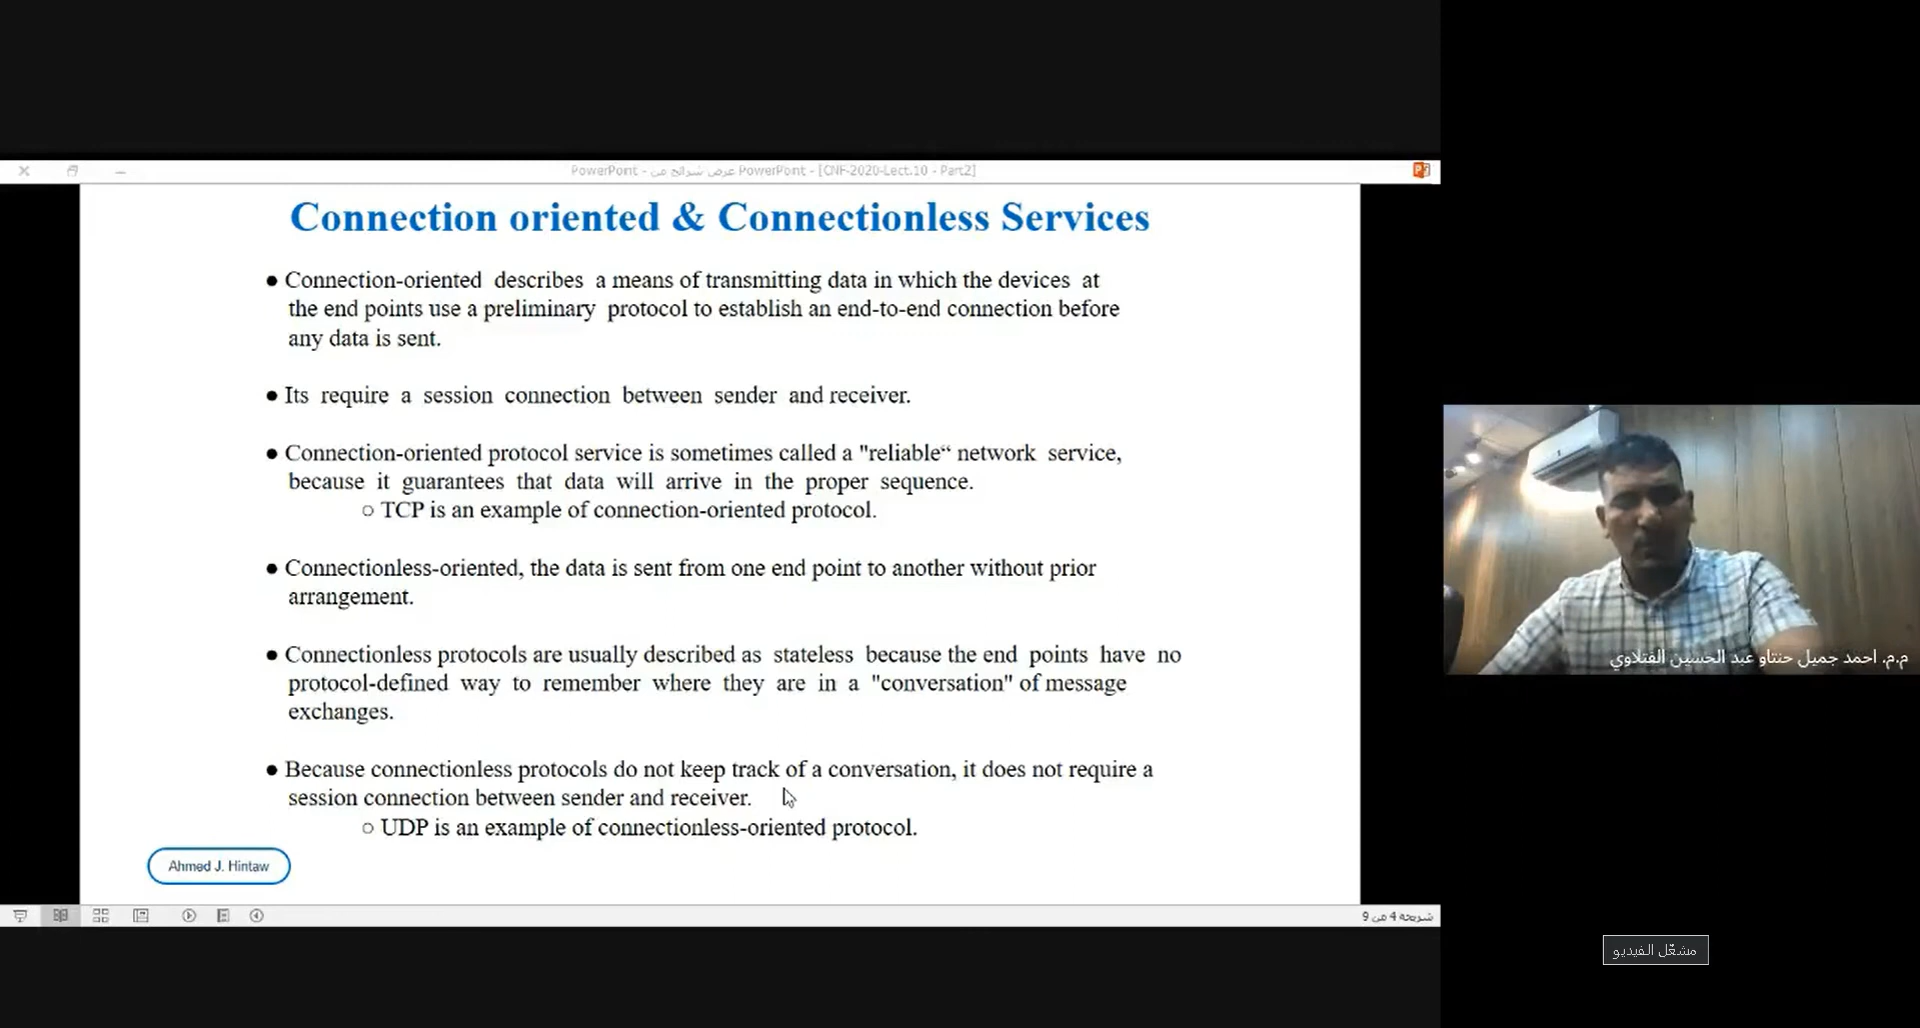 PowerPoint - عرض شرائح من PowerPoint - [CNF-2020-Lect.10 - Part2]
Connection oriented & Connectionless Services
● Connection-oriented describes a means of transmitting data in which the devices at
the end points use a preliminary protocol to establish an end-to-end connection before
any data is sent.
● Its require a session connection between sender and receiver.
● Connection-oriented protocol service is sometimes called a "reliable“ network service,
because it guarantees that data will arrive in the proper sequence.
○ TCP is an example of connection-oriented protocol.
● Connectionless-oriented, the data is sent from one end point to another without prior
arrangement.
● Connectionless protocols are usually described as stateless because the end points have no
protocol-defined way to remember where they are in a "conversation" of message
exchanges.
● Because connectionless protocols do not keep track of a conversation, it does not require a
session connection between sender and receiver.
○ UDP is an example of connectionless-oriented protocol.
Ahmed J. Hintaw
شريحة 4 من 9
م.م. احمد جميل حنتاو عبد الحسين الفتلاوي
مشغّل الفيديو